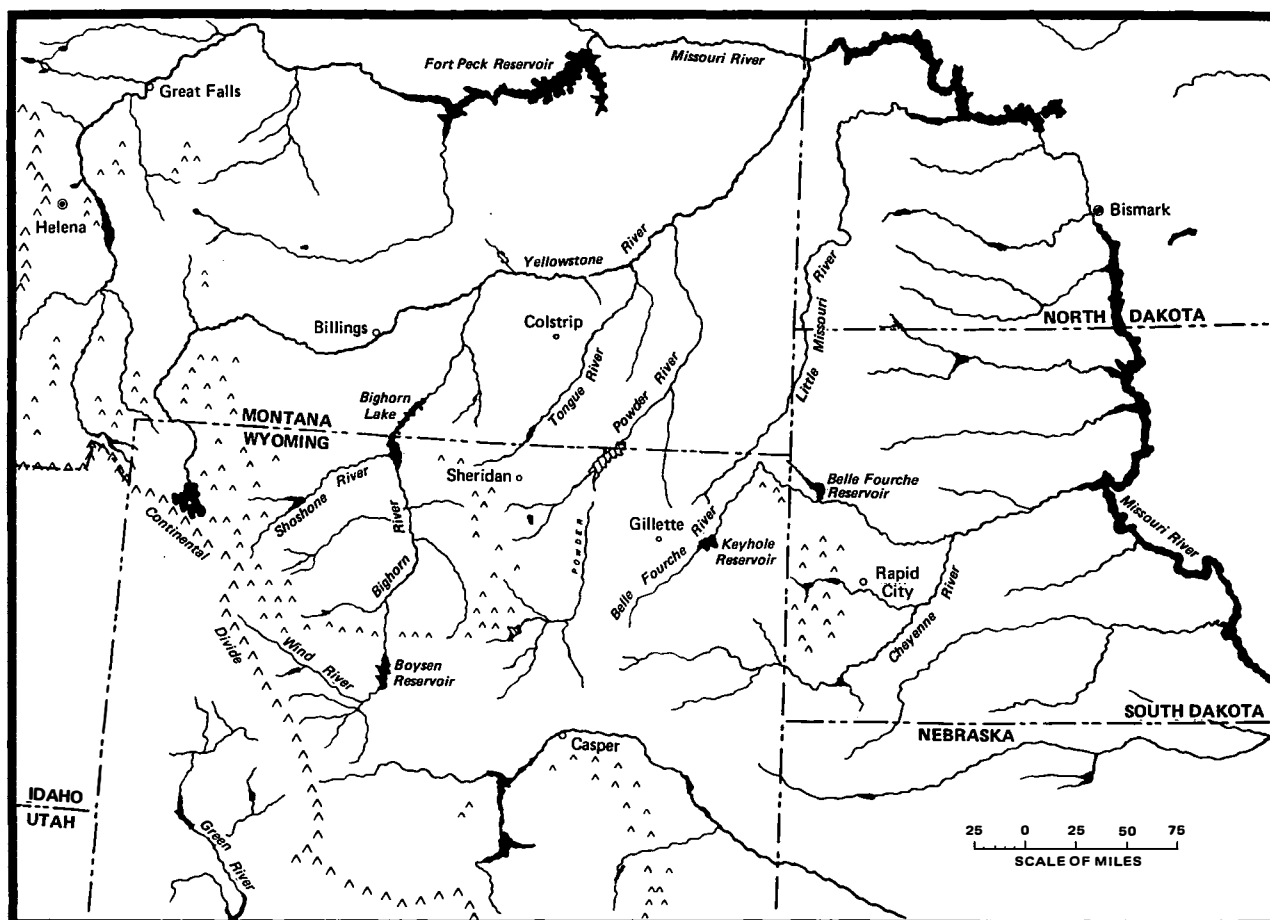 Fort Peck Reservoir
Missouri River
Great Falls
Helena
Bismark
Yellowstone River
Little Missouri River
Billings
Colstrip
NORTH DAKOTA
Tongue River
Powder River
Bighorn
Lake
MONTANA
WYOMING
Sheridan
Shoshone River
Belle Fourche
Reservoir
Continental Divide
Bighorn River
POWDER
Gillette
Belle Fourche River
Keyhole
Reservoir
Missouri River
Rapid
City
Cheyenne River
Wind River
Boysen
Reservoir
SOUTH DAKOTA
NEBRASKA
Casper
IDAHO
UTAH
Green River
25 0 25 50 75
SCALE OF MILES